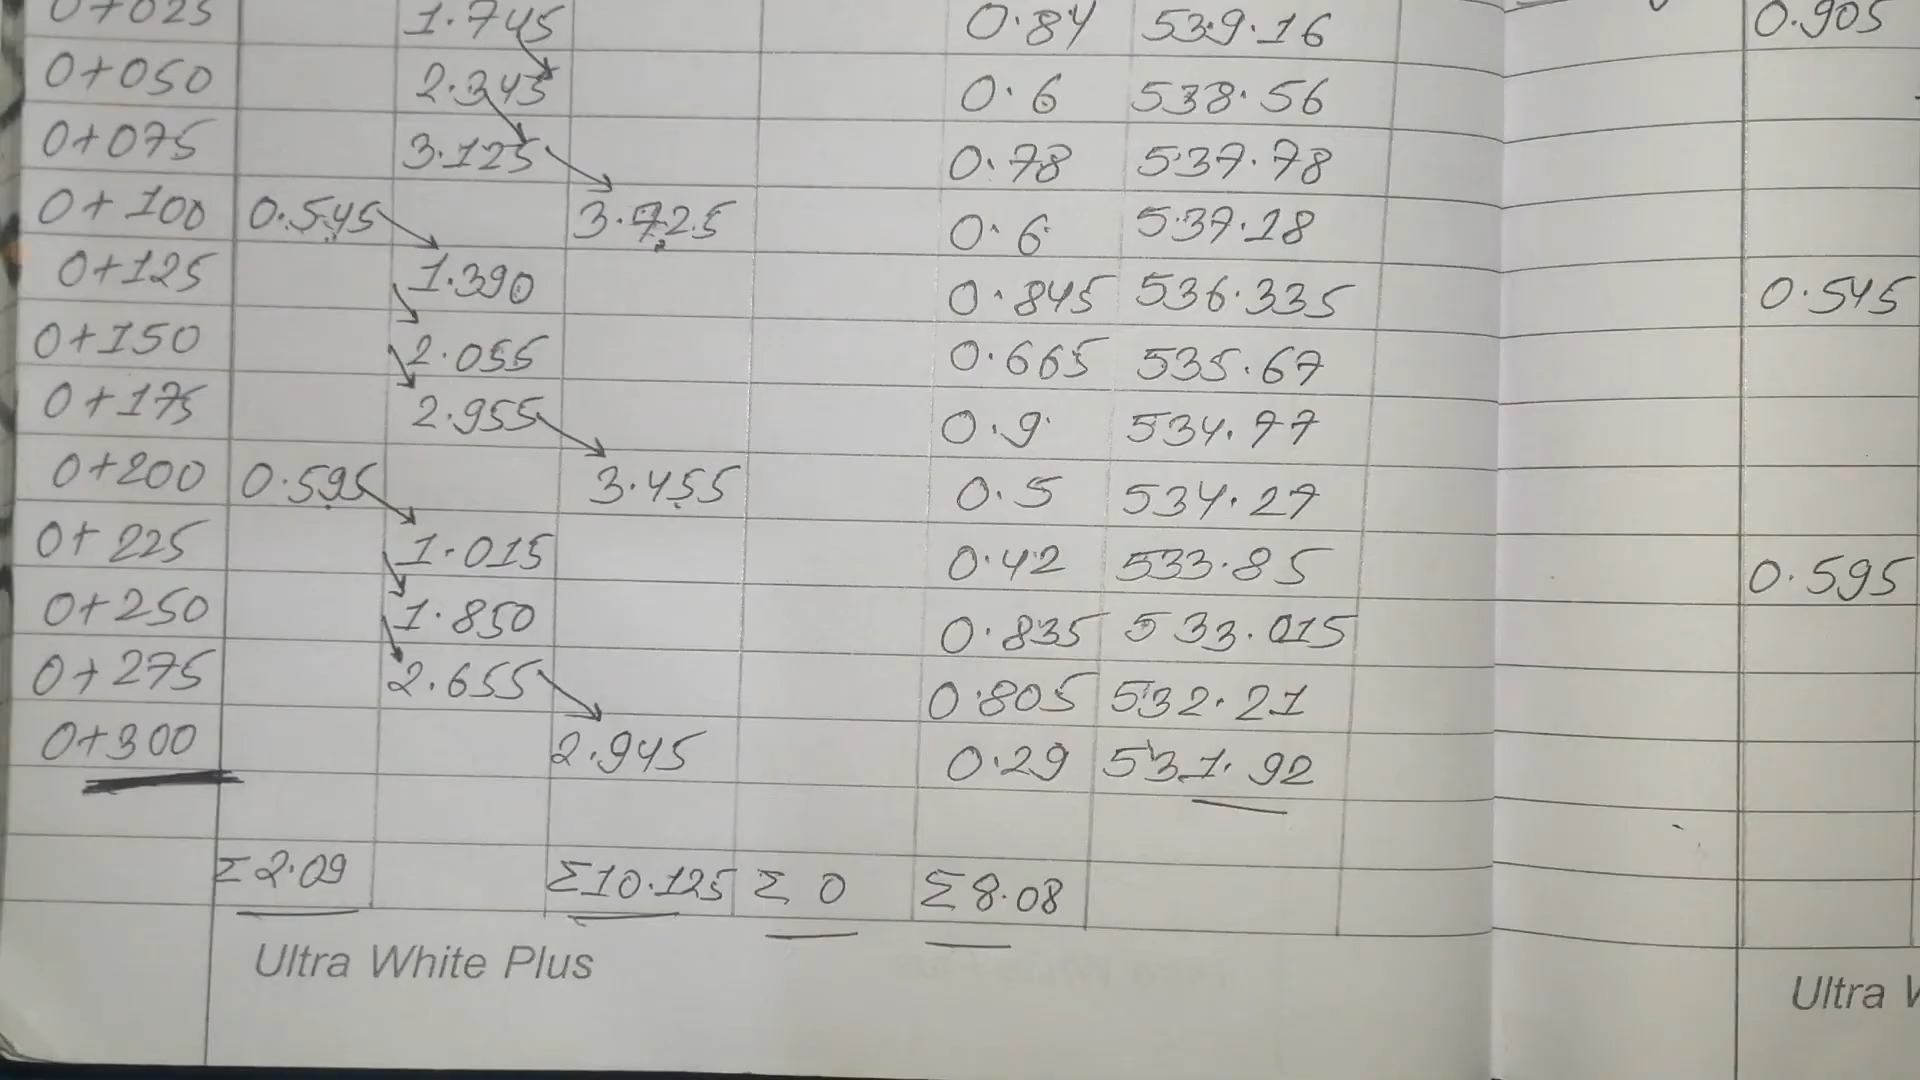 0+025 1.745 0.84 539.16 0.905
0+050 2.345 0.6 538.56
0+075 3.125 0.78 537.78
0+100 0.545 3.725 0.6 537.18
0+125 1.390 0.845 536.335 0.545
0+150 2.055 0.665 535.67
0+175 2.955 0.9 534.77
0+200 0.595 3.455 0.5 534.27
0+225 1.015 0.42 533.85 0.595
0+250 1.850 0.835 533.015
0+275 2.655 0.805 532.21
0+300 2.945 0.29 531.92
Σ2.09 Σ10.125 Σ 0 Σ8.08
Ultra White Plus
Ultra